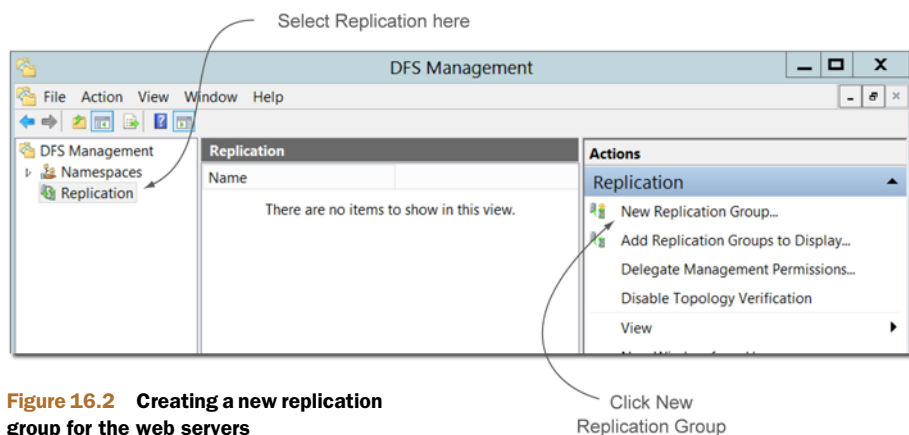 Select Replication here
DFS Management
File Action View Window Help
DFS Management
Namespaces
Replication
Replication
Name
There are no items to show in this view.
Actions
Replication
New Replication Group...
Add Replication Groups to Display...
Delegate Management Permissions...
Disable Topology Verification
View
Figure 16.2 Creating a new replication
group for the web servers
Click New
Replication Group